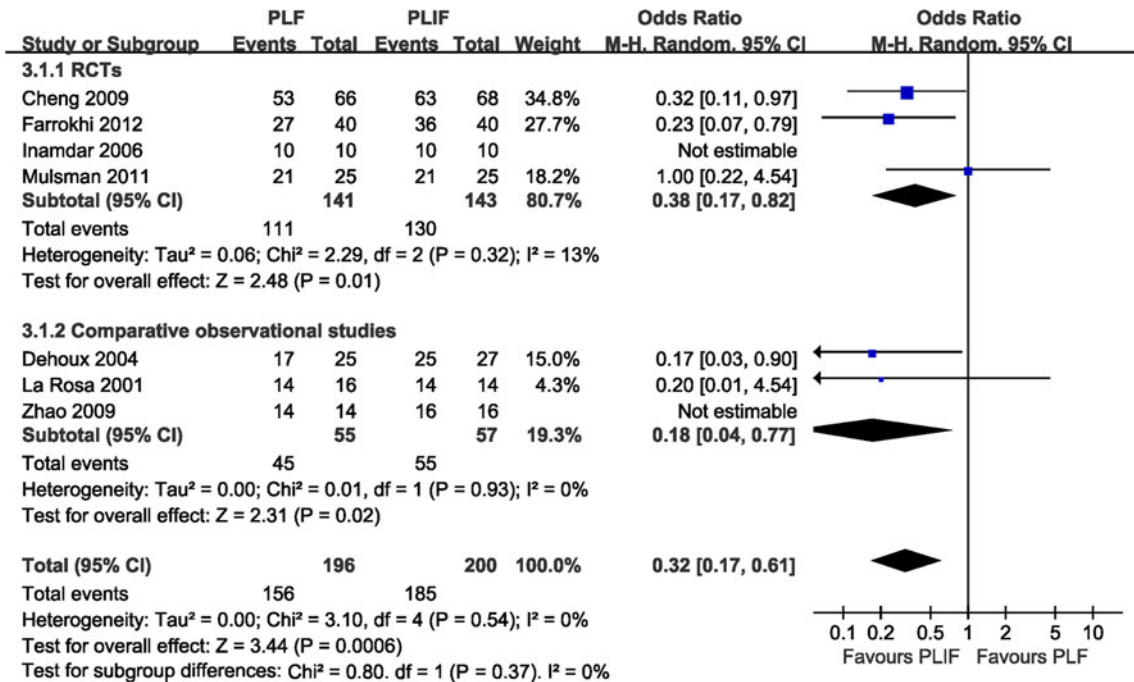 PLF PLIF Odds Ratio Odds Ratio
Study or Subgroup Events Total Events Total Weight M-H, Random, 95% CI M-H, Random, 95% CI
3.1.1 RCTs
Cheng 2009 53 66 63 68 34.8% 0.32 [0.11, 0.97]
Farrokhi 2012 27 40 36 40 27.7% 0.23 [0.07, 0.79]
Inamdar 2006 10 10 10 10 Not estimable
Mulsman 2011 21 25 21 25 18.2% 1.00 [0.22, 4.54]
Subtotal (95% CI) 141 143 80.7% 0.38 [0.17, 0.82]
Total events 111 130
Heterogeneity: Tau² = 0.06; Chi² = 2.29, df = 2 (P = 0.32); I² = 13%
Test for overall effect: Z = 2.48 (P = 0.01)
3.1.2 Comparative observational studies
Dehoux 2004 17 25 25 27 15.0% 0.17 [0.03, 0.90]
La Rosa 2001 14 16 14 14 4.3% 0.20 [0.01, 4.54]
Zhao 2009 14 14 16 16 Not estimable
Subtotal (95% CI) 55 57 19.3% 0.18 [0.04, 0.77]
Total events 45 55
Heterogeneity: Tau² = 0.00; Chi² = 0.01, df = 1 (P = 0.93); I² = 0%
Test for overall effect: Z = 2.31 (P = 0.02)
Total (95% CI) 196 200 100.0% 0.32 [0.17, 0.61]
Total events 156 185
Heterogeneity: Tau² = 0.00; Chi² = 3.10, df = 4 (P = 0.54); I² = 0%
Test for overall effect: Z = 3.44 (P = 0.0006)
Test for subgroup differences: Chi² = 0.80. df = 1 (P = 0.37). I² = 0%
0.1 0.2 0.5 1 2 5 10
Favours PLIF Favours PLF